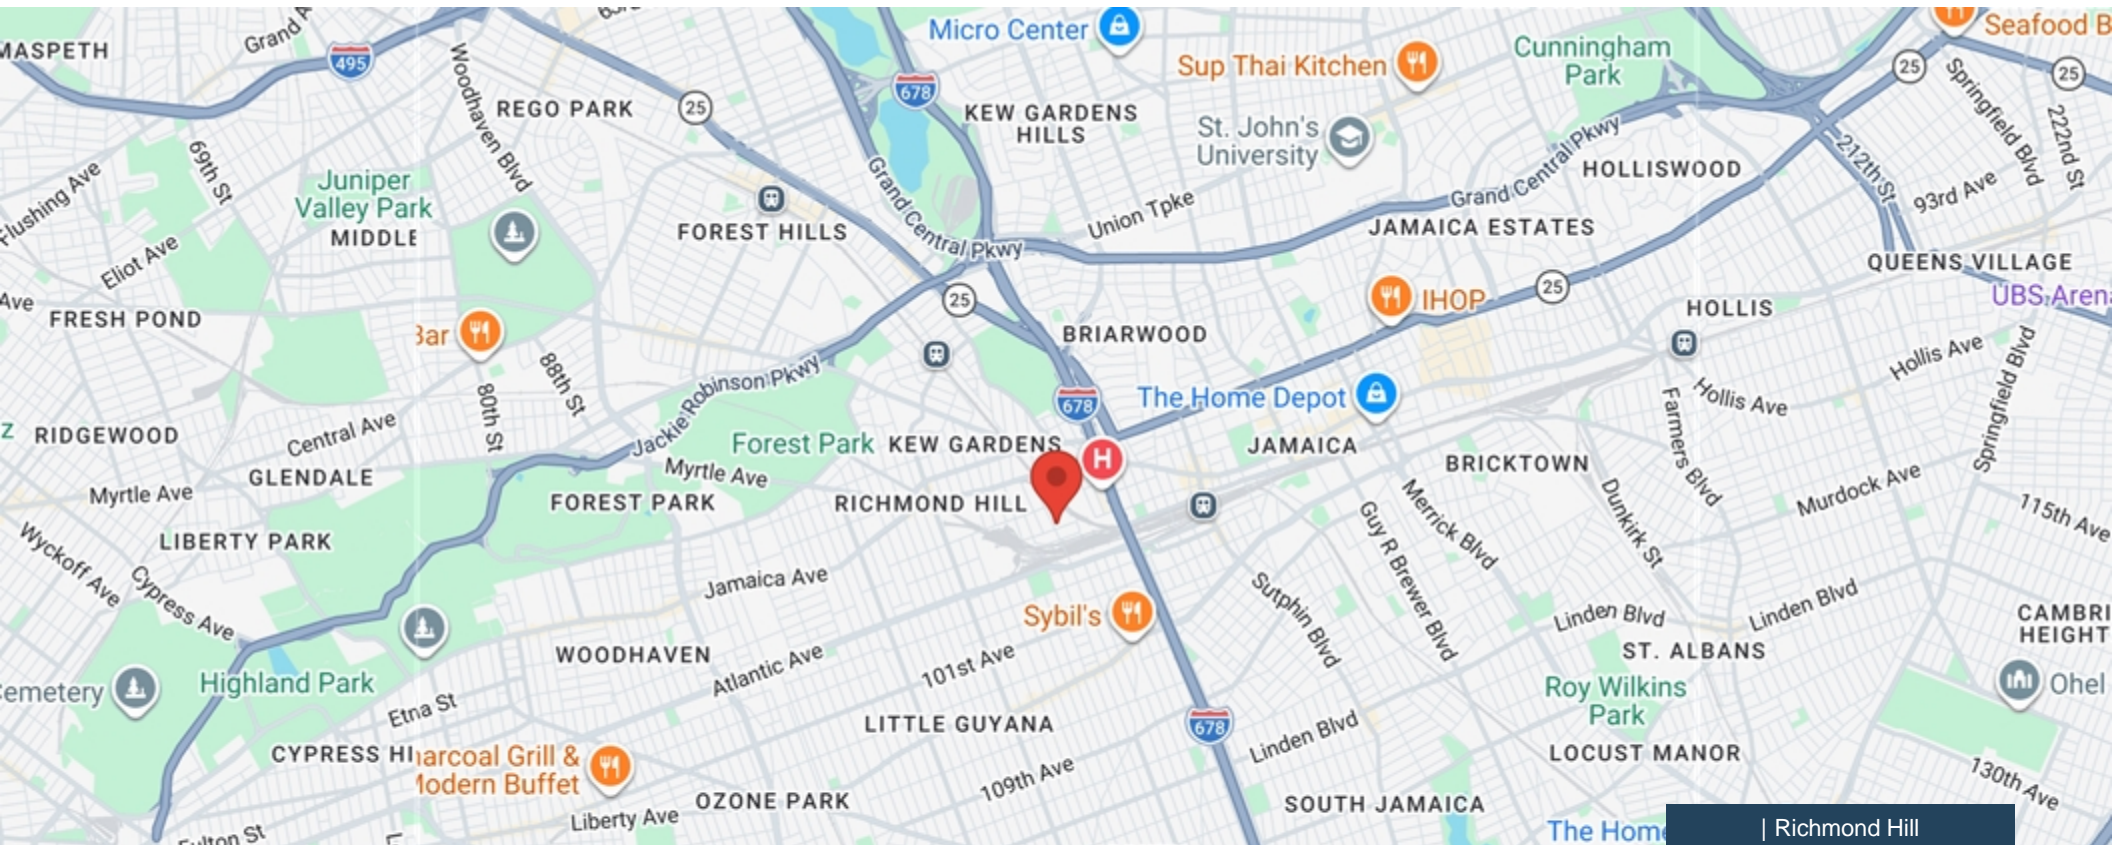 MASPETH
Grand A
495
Woodhaven Blvd
REGO PARK
25
678
Micro Center
KEW GARDENS
HILLS
Sup Thai Kitchen
St. John's
University
Cunningham
Park
25
Seafood B
25
Springfield Blvd
222nd St
212th St
93rd Ave
HOLLISWOOD
Grand Central Pkwy
JAMAICA ESTATES
Union Tpke
Grand Central Pkwy
FOREST HILLS
69th St
Juniper
Valley Park
MIDDLE
Flushing Ave
Eliot Ave
Ave
FRESH POND
Bar
88th St
80th St
25
BRIARWOOD
IHOP
25
HOLLIS
QUEENS VILLAGE
UBS Arena
Hollis Ave
Springfield Blvd
Hollis Ave
Farmers Blvd
Jackie Robinson Pkwy
678
The Home Depot
Z
RIDGEWOOD
Central Ave
GLENDALE
Myrtle Ave
Forest Park
KEW GARDENS
H
JAMAICA
BRICKTOWN
Myrtle Ave
FOREST PARK
RICHMOND HILL
Merrick Blvd
Guy R Brewer Blvd
Dunkirk St
Murdock Ave
115th Ave
Wyckoff Ave
LIBERTY PARK
Cypress Ave
Jamaica Ave
Sybil's
Sutphin Blvd
Linden Blvd
Linden Blvd
CAMBRI
HEIGHT
ST. ALBANS
WOODHAVEN
Atlantic Ave
101st Ave
Cemetery
Highland Park
Etna St
Roy Wilkins
Park
Ohel
LITTLE GUYANA
678
Linden Blvd
LOCUST MANOR
CYPRESS HI
harcoal Grill &
Modern Buffet
109th Ave
130th Ave
OZONE PARK
Liberty Ave
SOUTH JAMAICA
Fulton St
The Home
| Richmond Hill